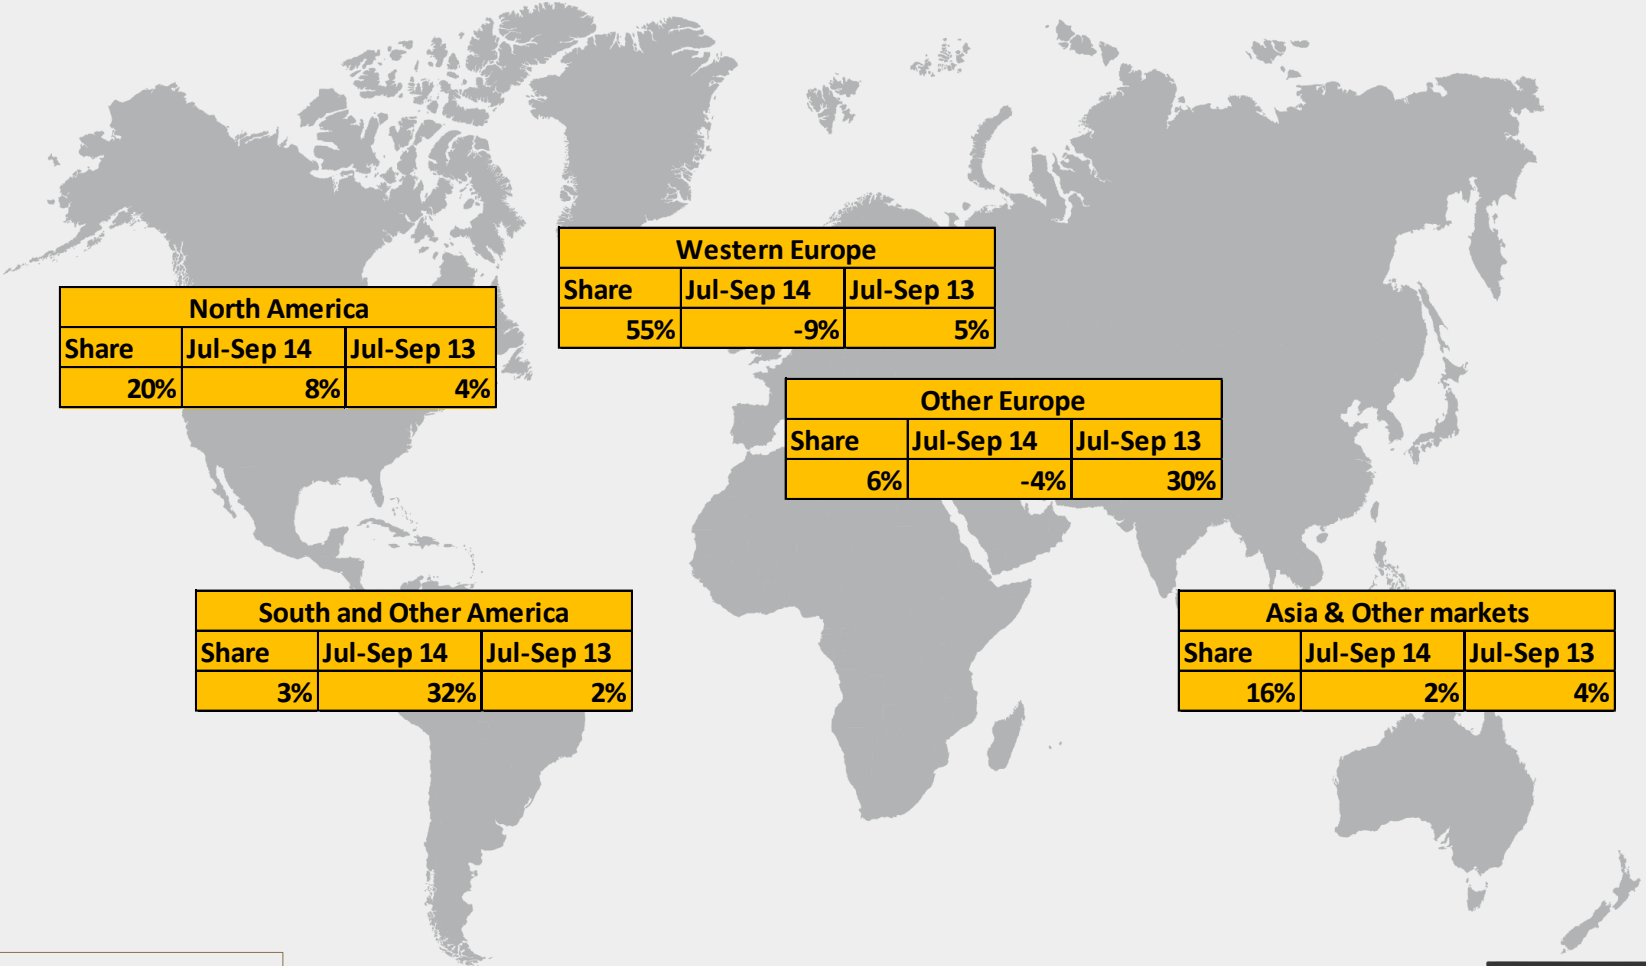 Western Europe
Share Jul-Sep 14 Jul-Sep 13
55% -9% 5%
North America
Share Jul-Sep 14 Jul-Sep 13
20% 8% 4%
Other Europe
Share Jul-Sep 14 Jul-Sep 13
6% -4% 30%
South and Other America
Share Jul-Sep 14 Jul-Sep 13
3% 32% 2%
Asia & Other markets
Share Jul-Sep 14 Jul-Sep 13
16% 2% 4%